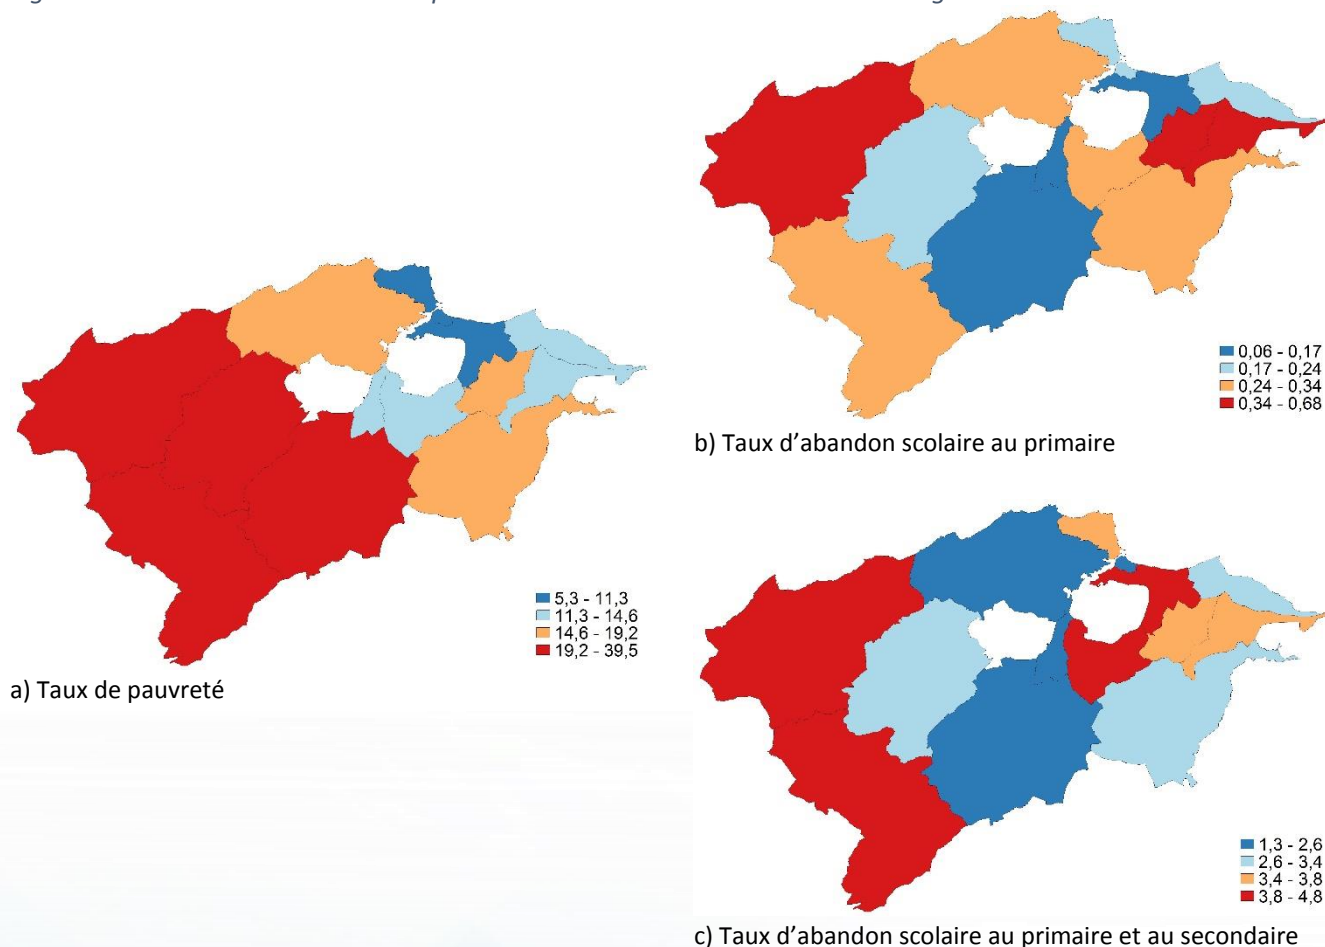 5,3 - 11,3
11,3 - 14,6
14,6 - 19,2
19,2 - 39,5
a) Taux de pauvreté
0,06 - 0,17
0,17 - 0,24
0,24 - 0,34
0,34 - 0,68
b) Taux d’abandon scolaire au primaire
1,3 - 2,6
2,6 - 3,4
3,4 - 3,8
3,8 - 4,8
c) Taux d’abandon scolaire au primaire et au secondaire